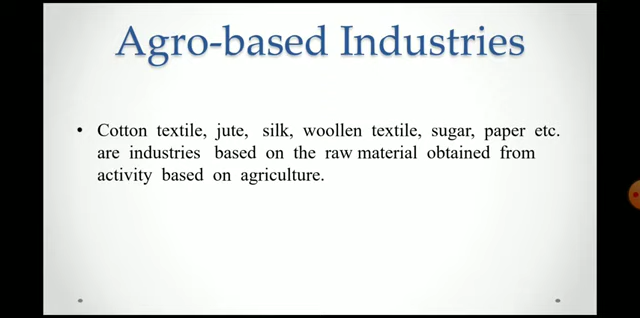 Agro-based Industries
• Cotton textile, jute, silk, woollen textile, sugar, paper etc.
are industries based on the raw material obtained from
activity based on agriculture.